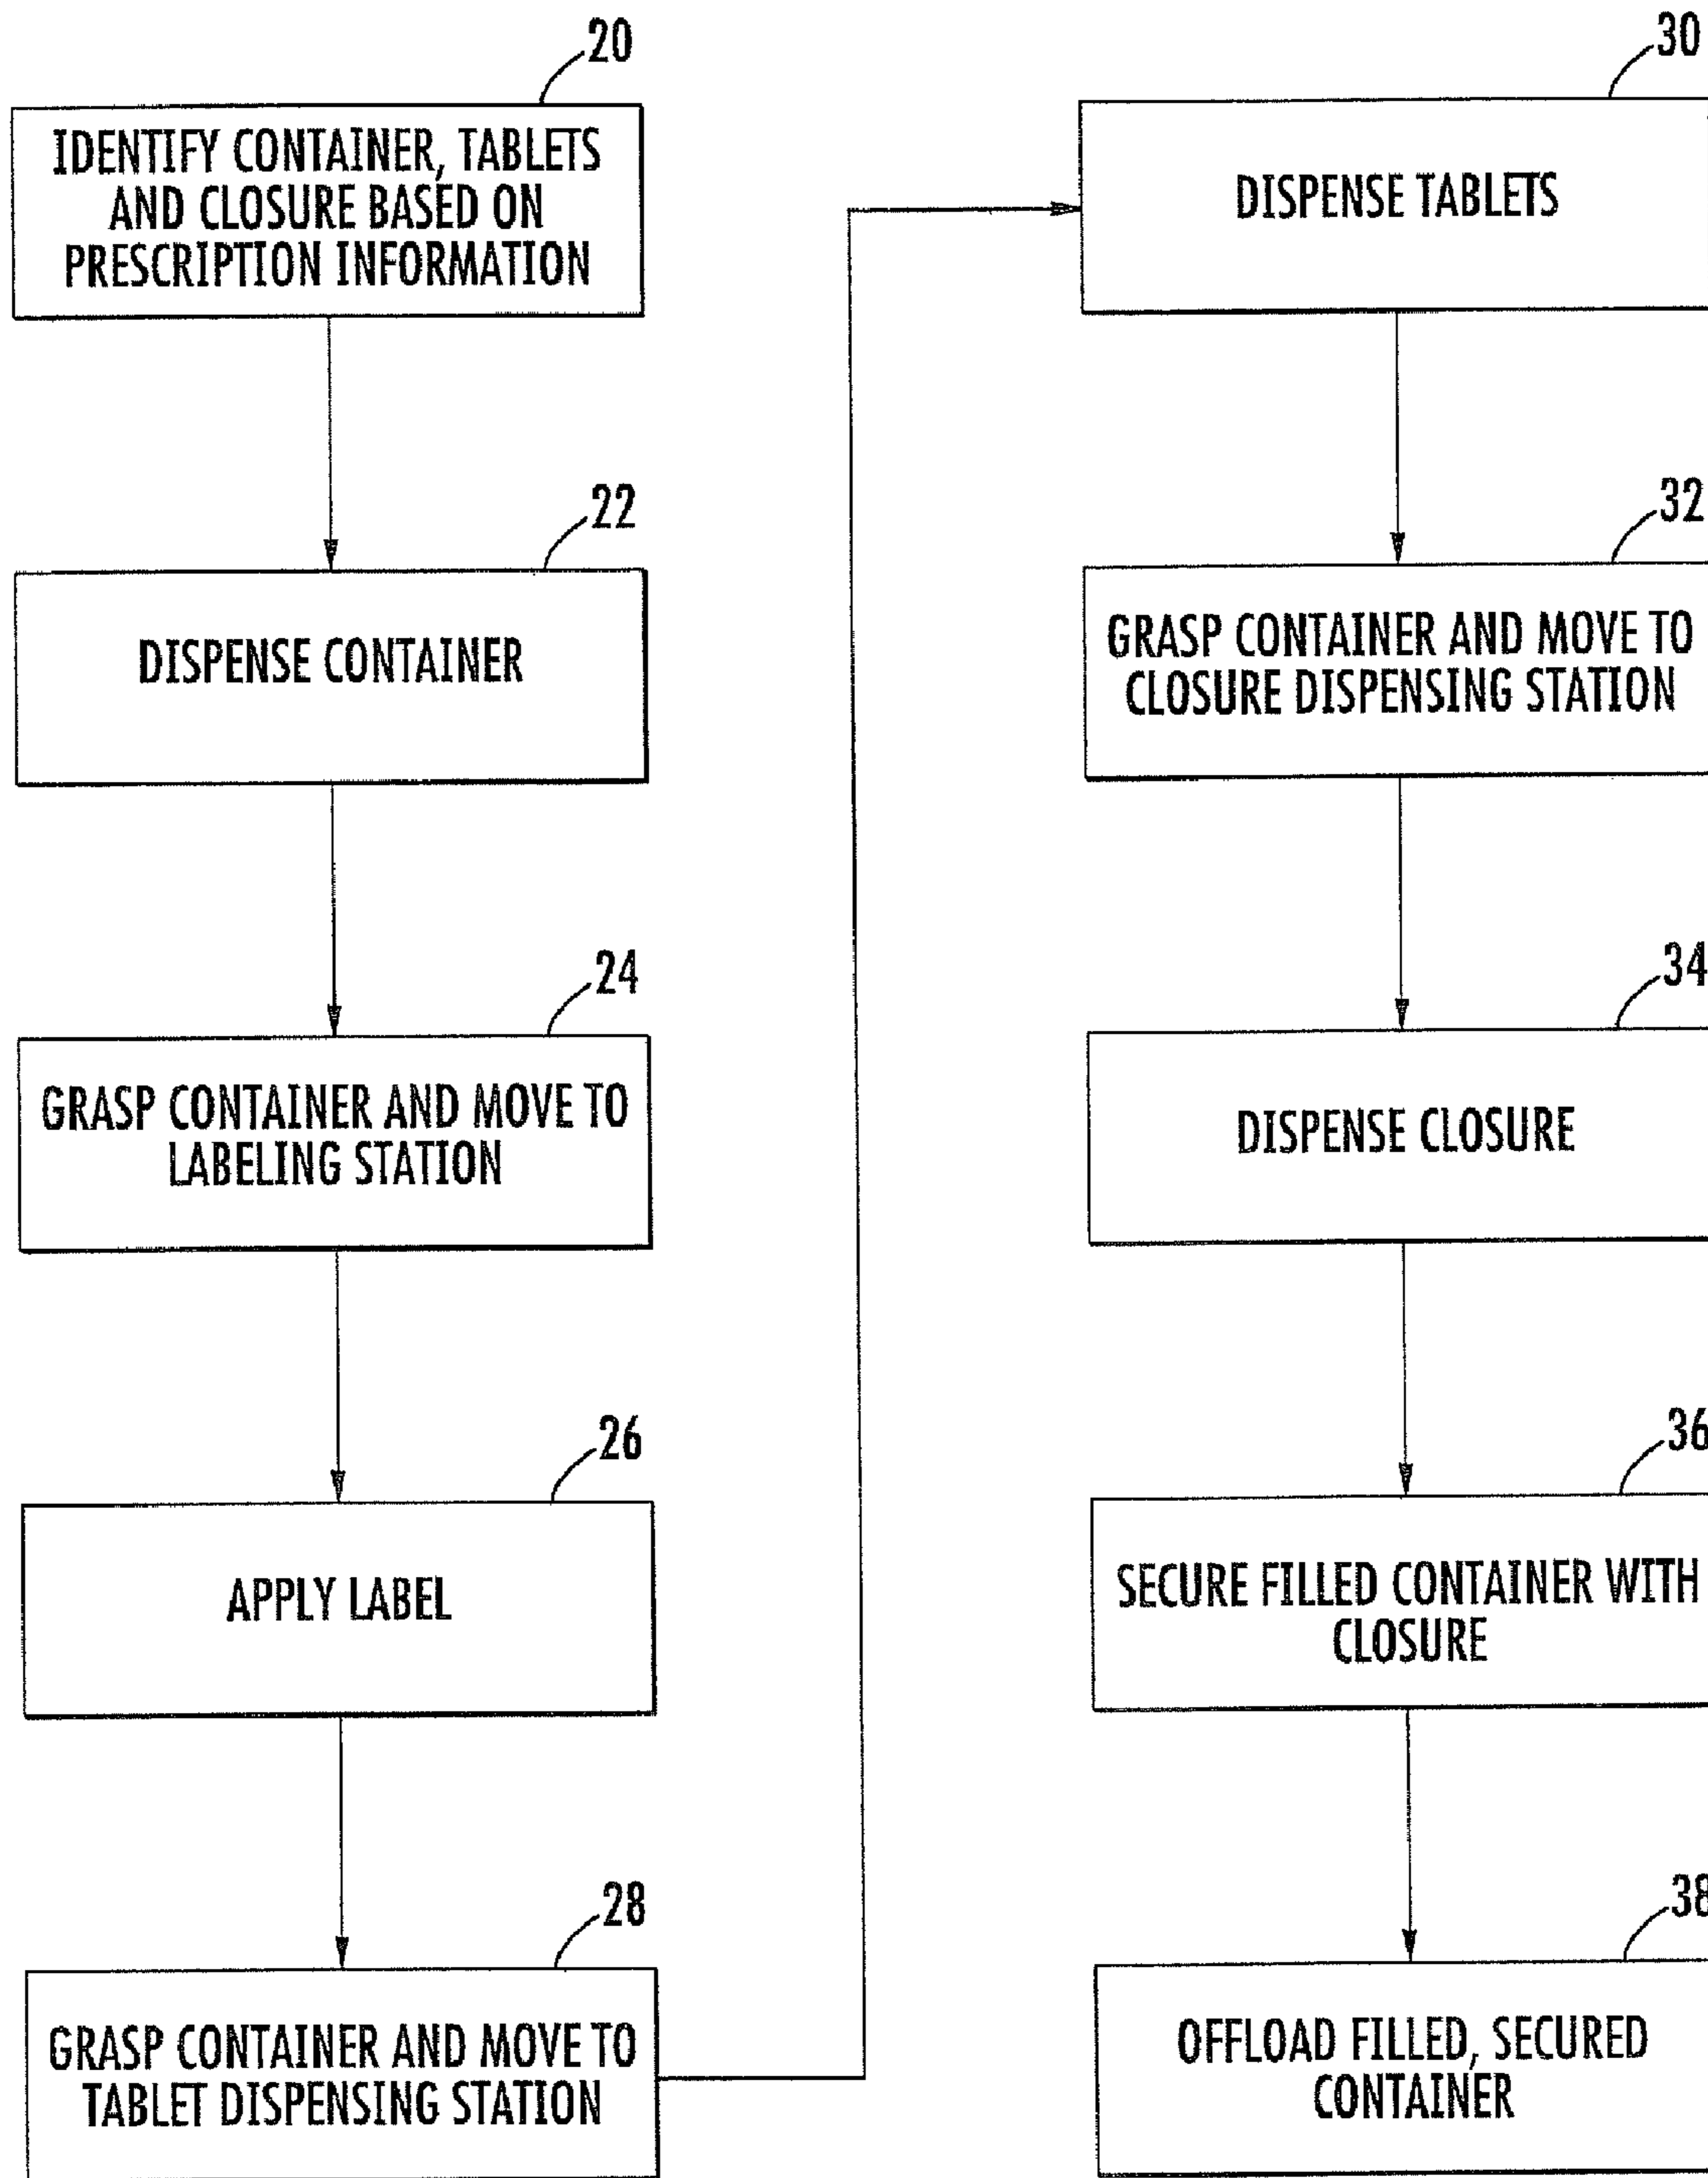 20
IDENTIFY CONTAINER, TABLETS
AND CLOSURE BASED ON
PRESCRIPTION INFORMATION
22
DISPENSE CONTAINER
24
GRASP CONTAINER AND MOVE TO
LABELING STATION
26
APPLY LABEL
28
GRASP CONTAINER AND MOVE TO
TABLET DISPENSING STATION
30
DISPENSE TABLETS
32
GRASP CONTAINER AND MOVE TO
CLOSURE DISPENSING STATION
34
DISPENSE CLOSURE
36
SECURE FILLED CONTAINER WITH
CLOSURE
38
OFFLOAD FILLED, SECURED
CONTAINER